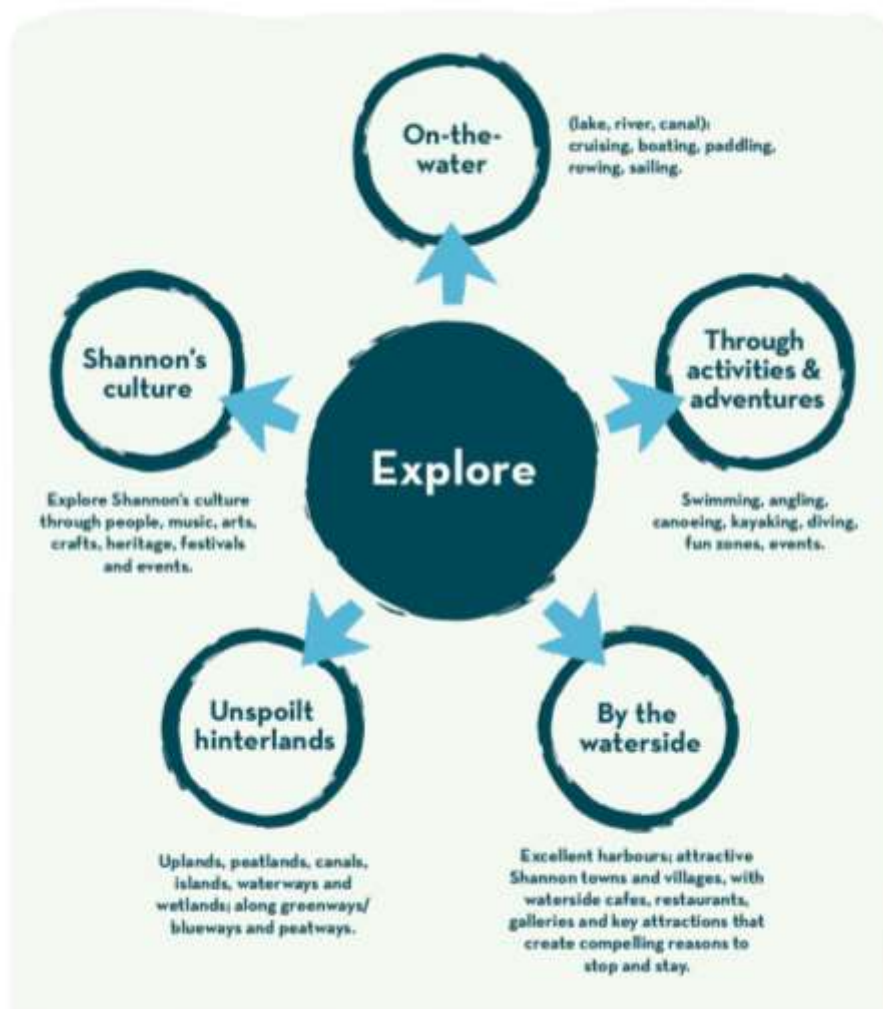 On-the-
water
(lake, river, canal):
cruising, boating, paddling,
rowing, sailing.
Shannon's
culture
Explore Shannon's culture
through people, music, arts,
crafts, heritage, festivals
and events.
Explore
Through
activities &
adventures
Swimming, angling,
canoeing, kayaking, diving,
fun zones, events.
Unspoilt
hinterlands
Uplands, peatlands, canals,
islands, waterways and
wetlands; along greenways/
blueways and peatways.
By the
waterside
Excellent harbours; attractive
Shannon towns and villages, with
waterside cafes, restaurants,
galleries and key attractions that
create compelling reasons to
stop and stay.